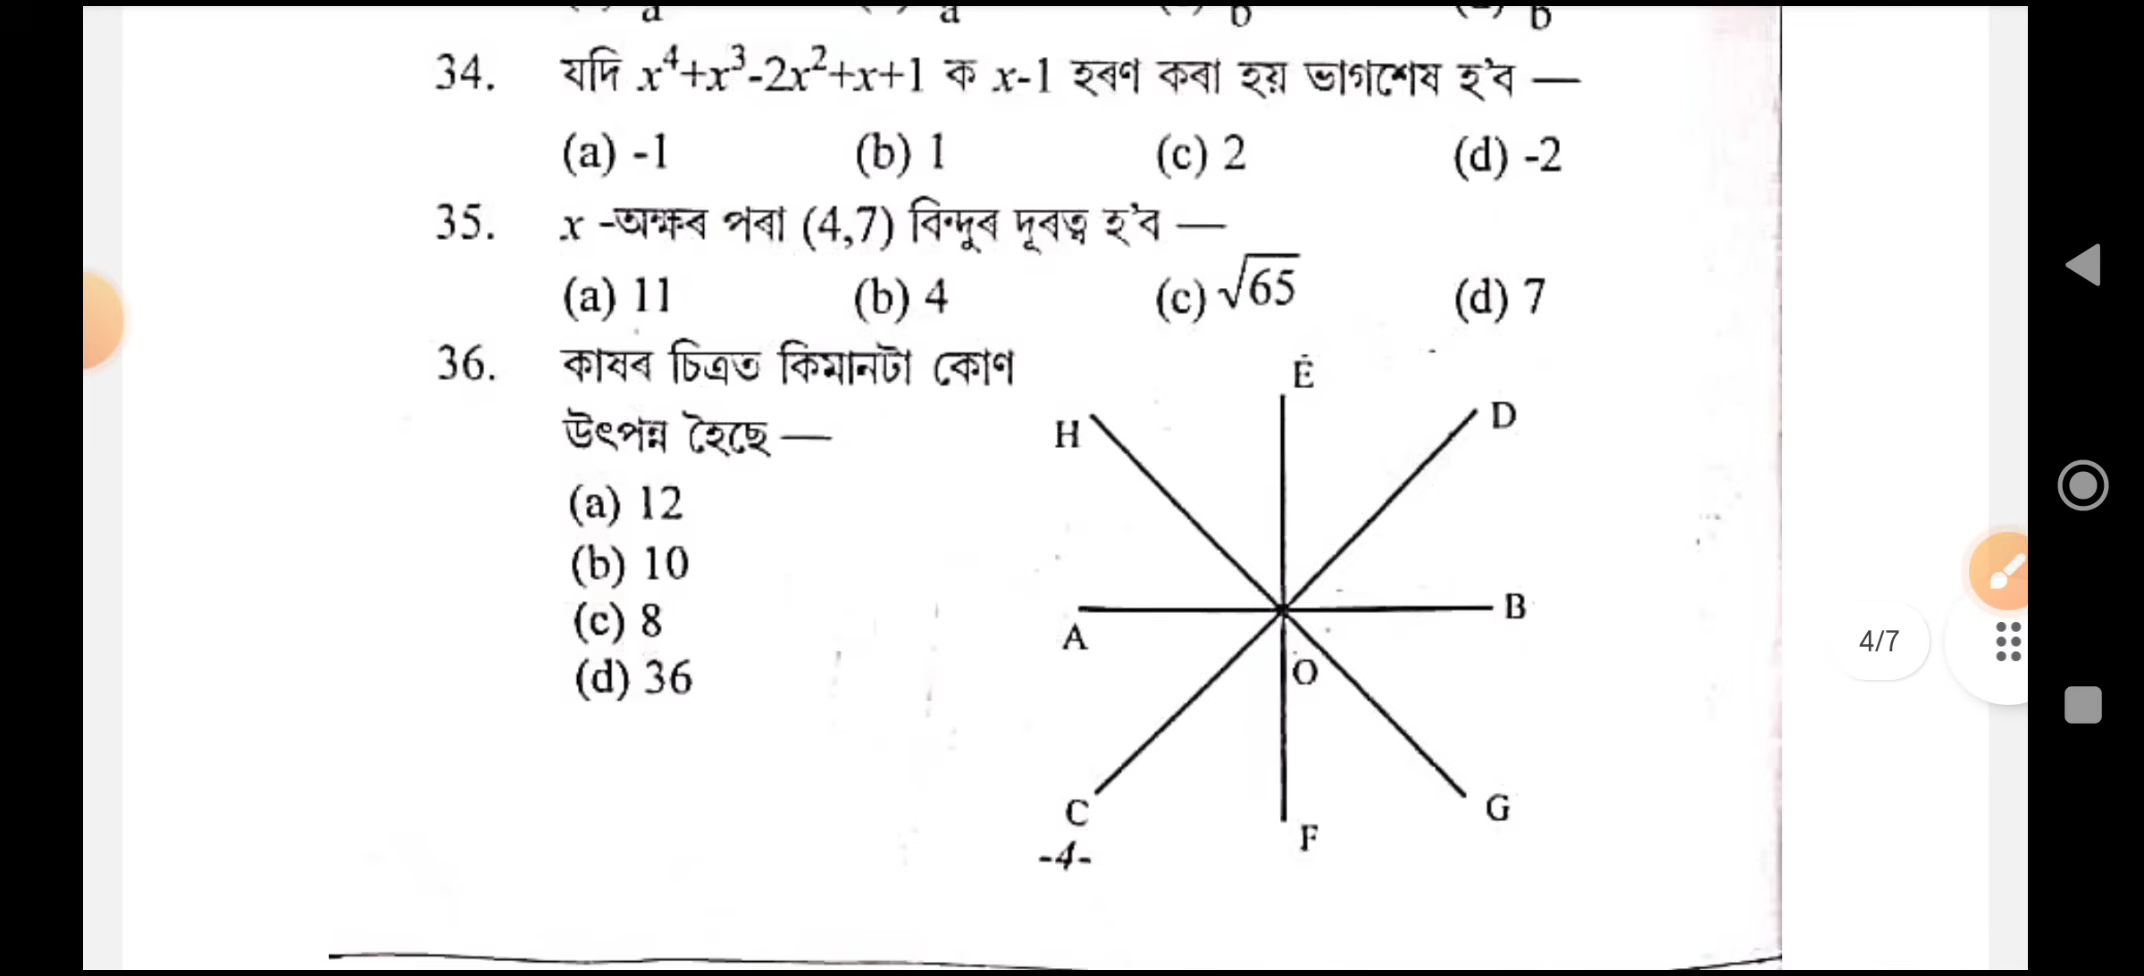 34. যদি x⁴+x³-2x²+x+1 ক x-1 হৰণ কৰা হয় ভাগশেষ হ’ব —
(a) -1 (b) 1 (c) 2 (d) -2
35. x -অক্ষৰ পৰা (4,7) বিন্দুৰ দূৰত্ব হ’ব —
(a) 11 (b) 4 (c) √65 (d) 7
36. কাষৰ চিত্ৰত কিমানটা কোণ
উৎপন্ন হৈছে —
(a) 12
(b) 10
(c) 8
(d) 36
E
D
H
B
A
O
C
G
F
-4-
4/7